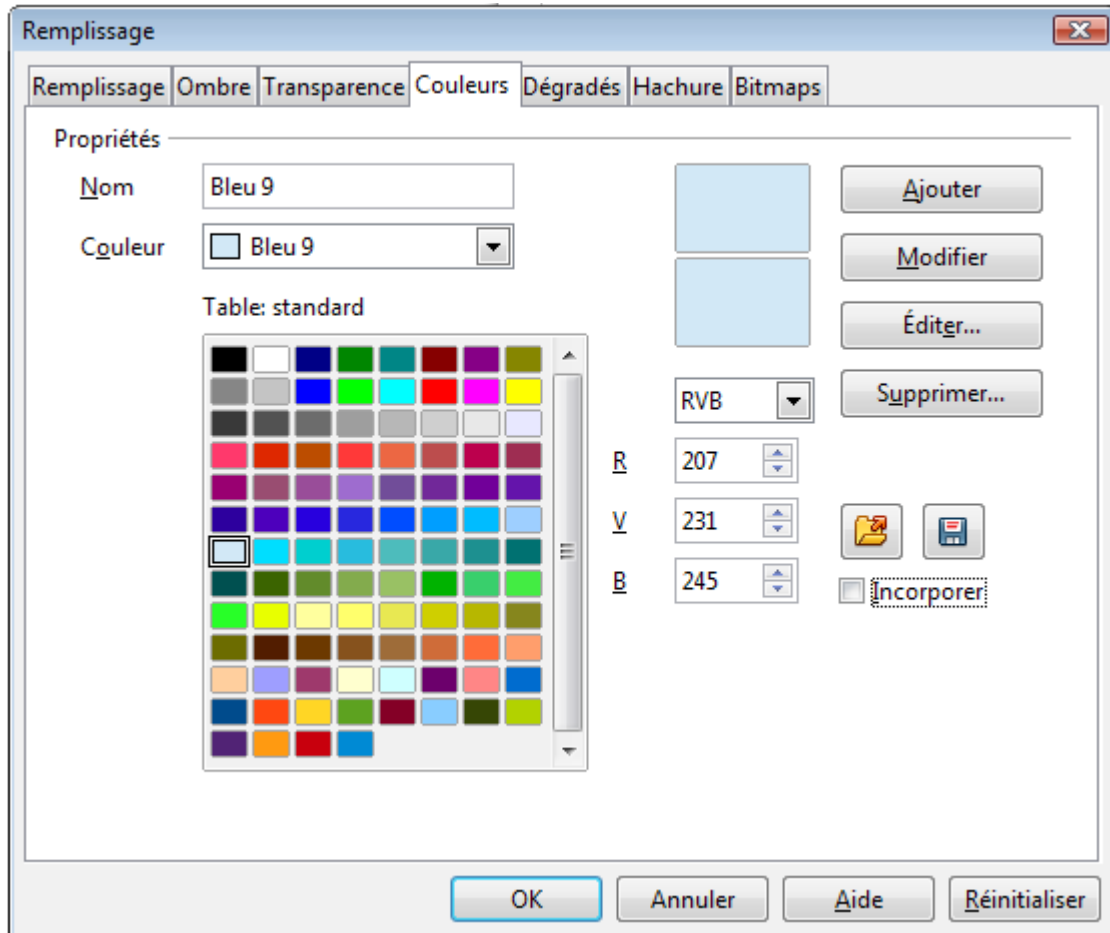 Remplissage
Remplissage Ombre Transparence Couleurs Dégradés Hachure Bitmaps
Propriétés
Nom Bleu 9 Ajouter
Couleur Bleu 9 Modifier
Table: standard Éditer...
RVB Supprimer...
R 207
V 231
B 245 Incorporer
OK Annuler Aide Réinitialiser